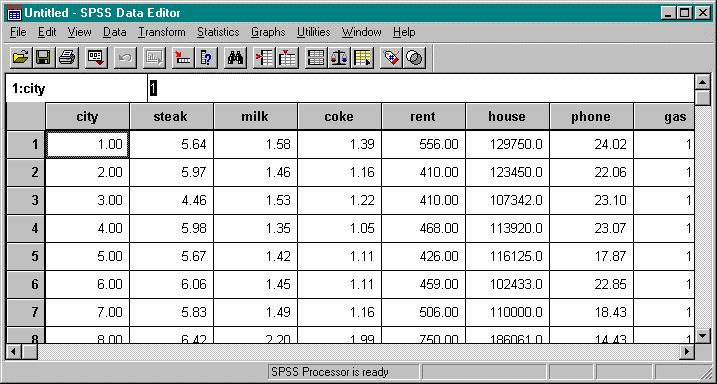 Untitled - SPSS Data Editor
File Edit View Data Transform Statistics Graphs Utilities Window Help
1:city 1
city steak milk coke rent house phone gas
1 1.00 5.64 1.58 1.39 556.00 129750.0 24.02 1
2 2.00 5.97 1.46 1.16 410.00 123450.0 22.06 1
3 3.00 4.46 1.53 1.22 410.00 107342.0 23.10 1
4 4.00 5.98 1.35 1.05 468.00 113920.0 23.07 1
5 5.00 5.67 1.42 1.11 426.00 116125.0 17.87 1
6 6.00 6.06 1.45 1.11 459.00 102433.0 22.85 1
7 7.00 5.83 1.49 1.16 506.00 110000.0 18.43 1
8 8.00 6.42 2.20 1.99 750.00 186061.0 14.43 1
SPSS Processor is ready